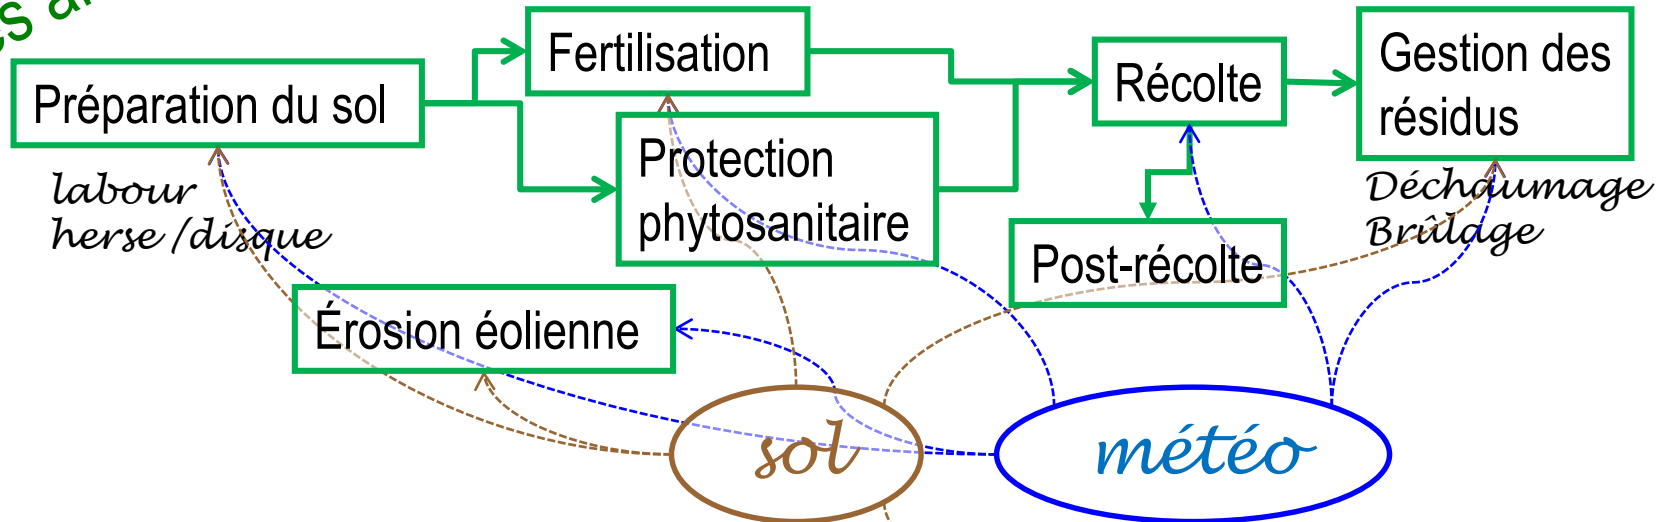 Fertilisation
Préparation du sol
Récolte
Gestion des
résidus
Protection
phytosanitaire
labour
herse/disque
Déchaumage
Brûlage
Post-récolte
Érosion éolienne
sol
météo